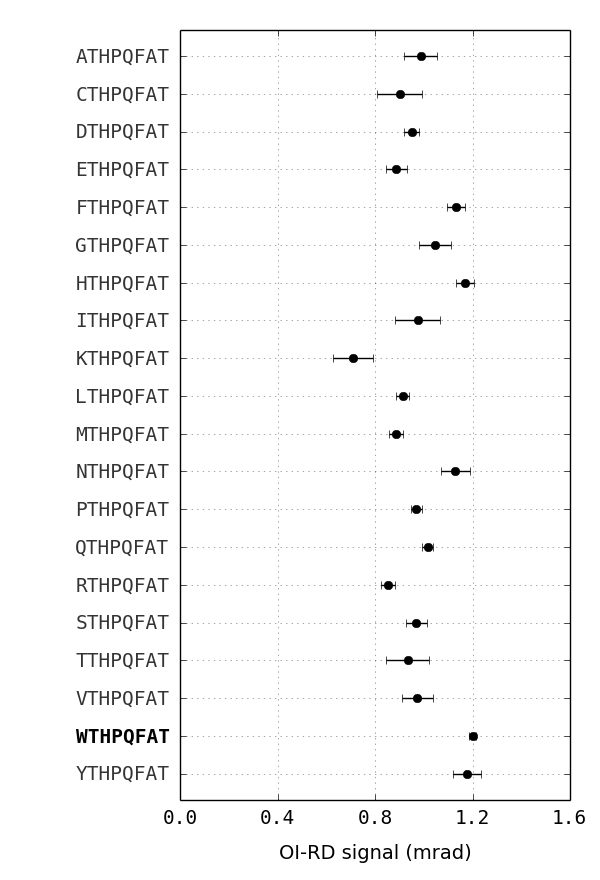 ATHPQFAT
CTHPQFAT
DTHPQFAT
ETHPQFAT
FTHPQFAT
GTHPQFAT
HTHPQFAT
ITHPQFAT
KTHPQFAT
LTHPQFAT
MTHPQFAT
NTHPQFAT
PTHPQFAT
QTHPQFAT
RTHPQFAT
STHPQFAT
TTHPQFAT
VTHPQFAT
WTHPQFAT
YTHPQFAT
0.0 0.4 0.8 1.2 1.6
OI-RD signal (mrad)